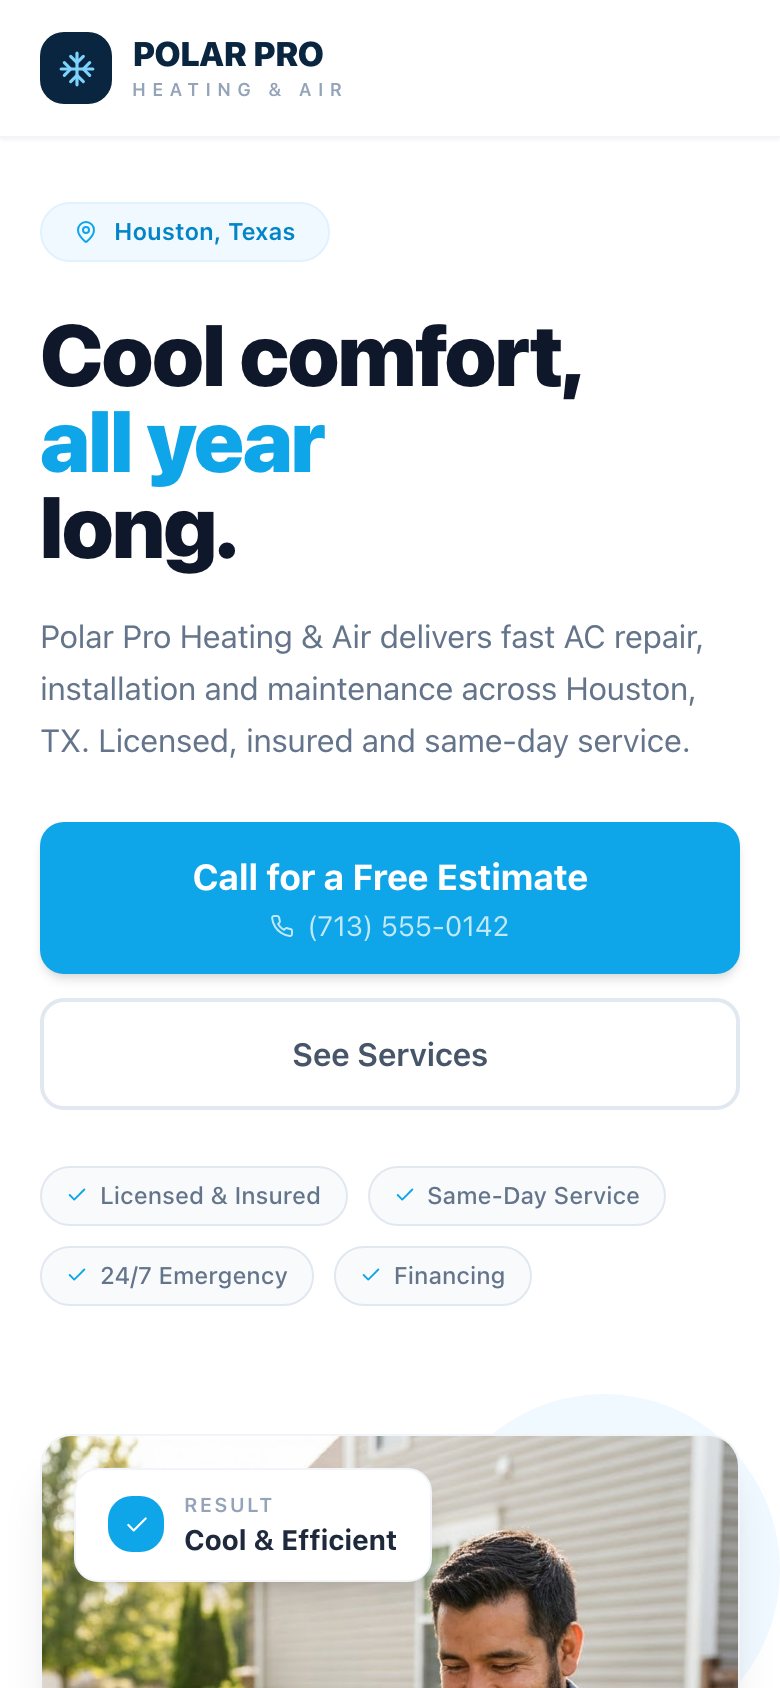 POLAR PRO
HEATING & AIR
Houston, Texas
Cool comfort,
all year
long.
Polar Pro Heating & Air delivers fast AC repair,
installation and maintenance across Houston,
TX. Licensed, insured and same-day service.
Call for a Free Estimate
(713) 555-0142
See Services
Licensed & Insured
Same-Day Service
24/7 Emergency
Financing
RESULT
Cool & Efficient